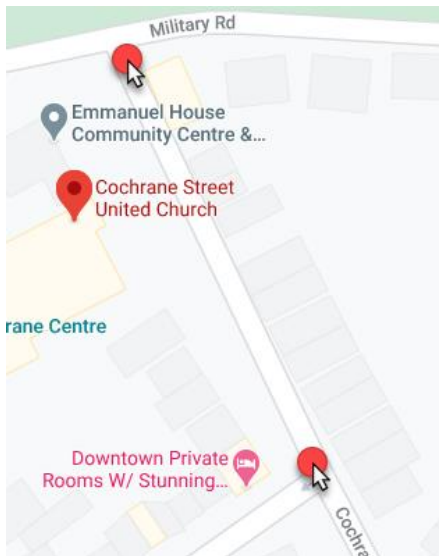 Military Rd
Emmanuel House
Community Centre &...
Cochrane Street
United Church
rane Centre
Downtown Private
Rooms W/ Stunning...
Cochra